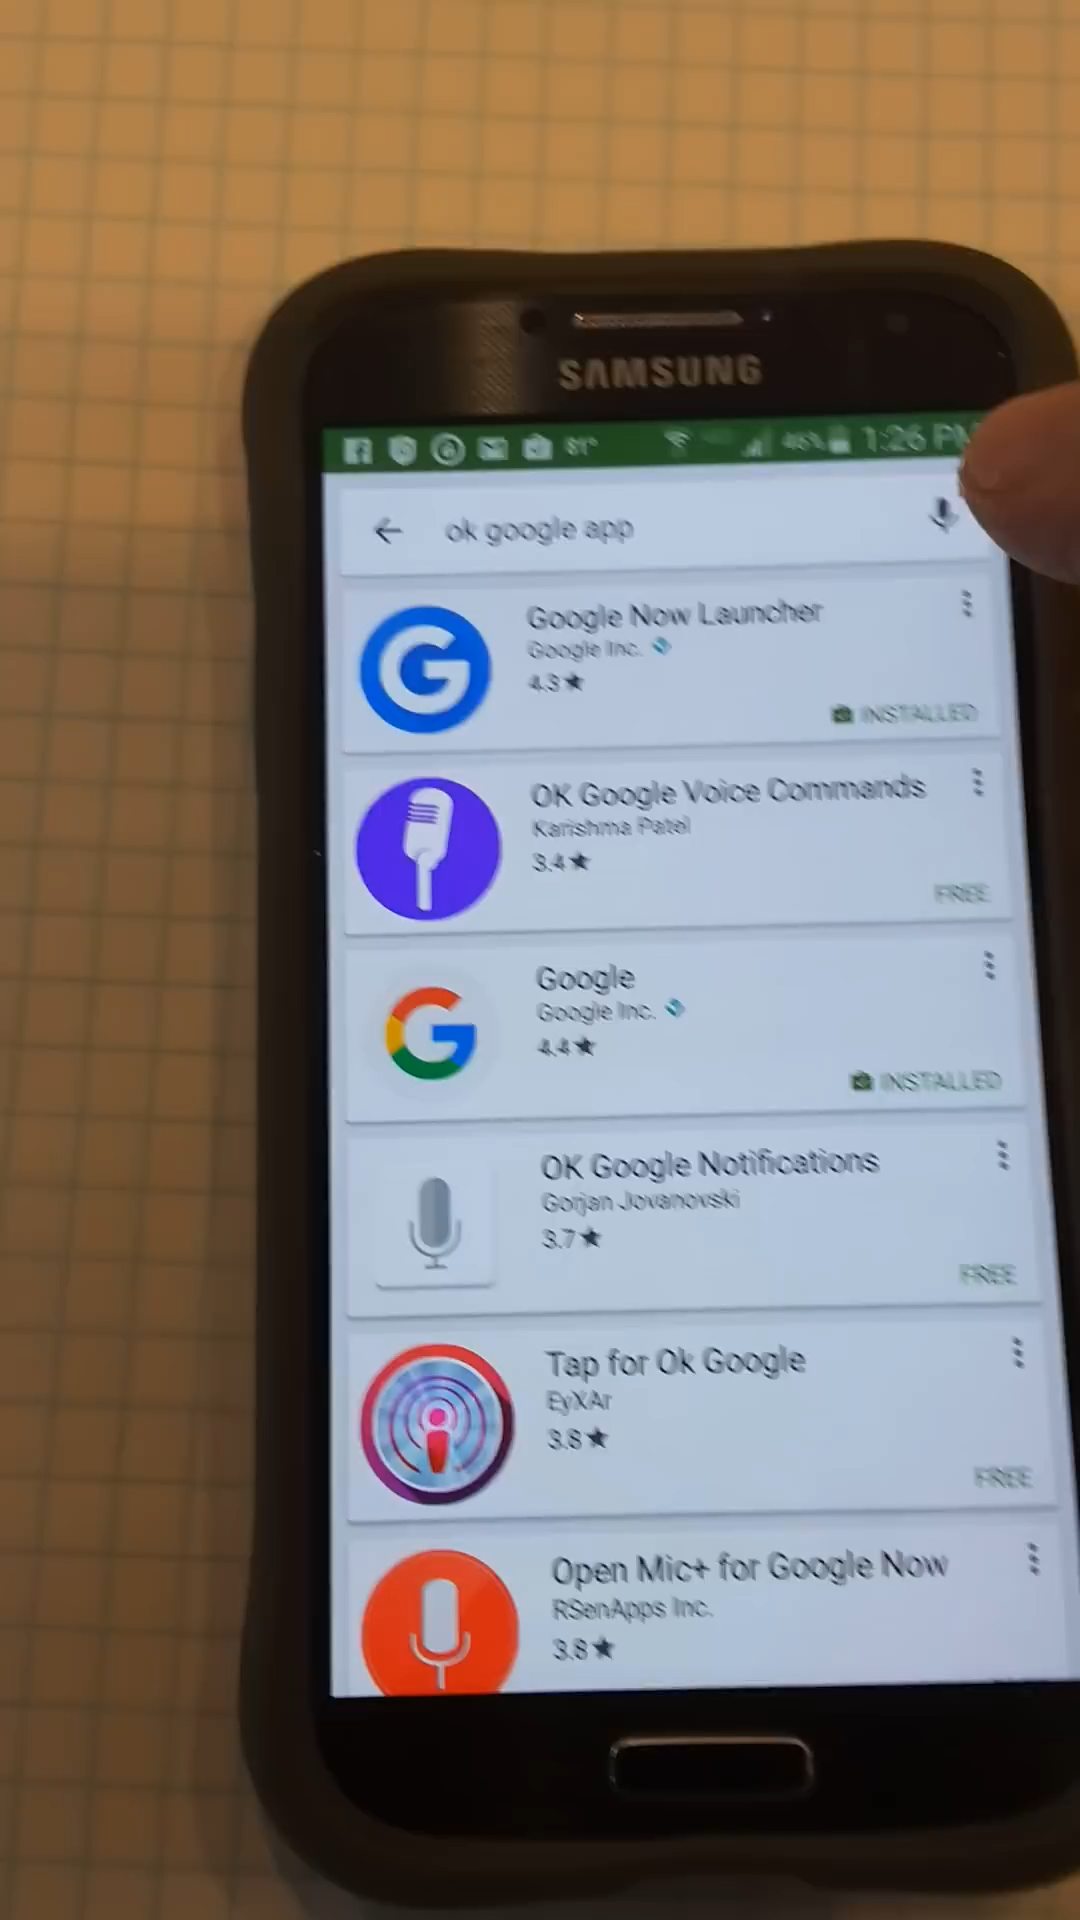 SAMSUNG
81° 46% 1:26 PM
ok google app
Google Now Launcher
Google Inc.
4.3★
INSTALLED
OK Google Voice Commands
Karishma Patel
3.4★
FREE
Google
Google Inc.
4.4★
INSTALLED
OK Google Notifications
Gorjan Jovanovski
3.7★
FREE
Tap for Ok Google
EyXAr
3.8★
FREE
Open Mic+ for Google Now
RSenApps Inc.
3.8★